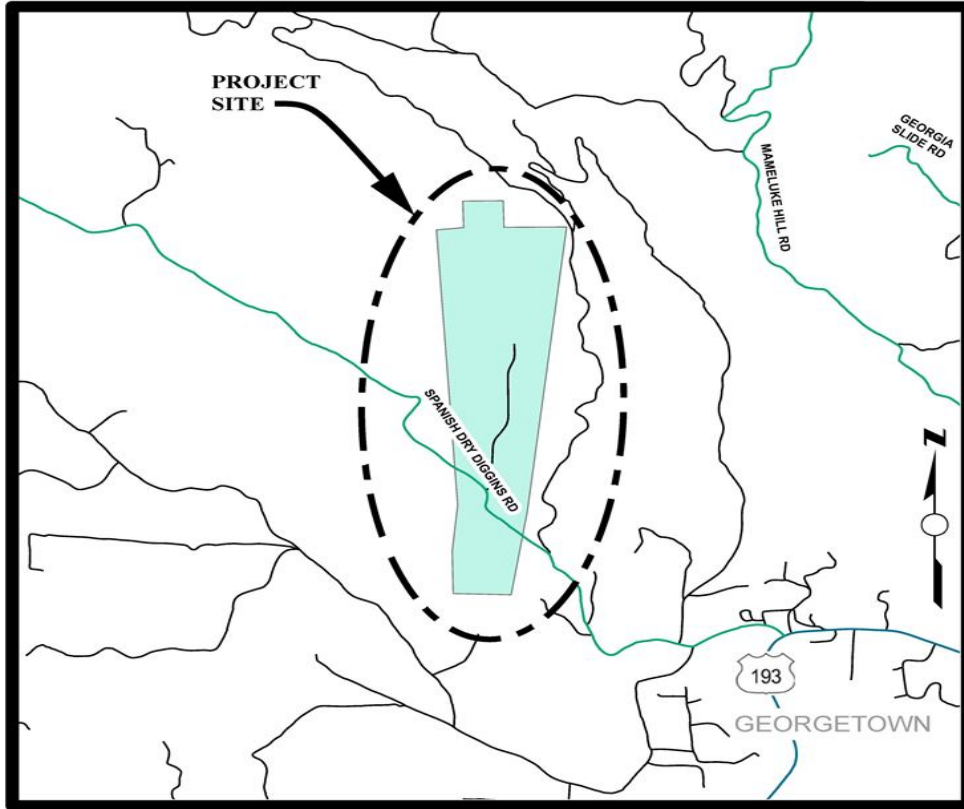 PROJECT
SITE
GEORGIA
SLIDE RD
MAMELUKE HILL RD
SPANISH DRY DIGGINS RD
N
193
GEORGETOWN